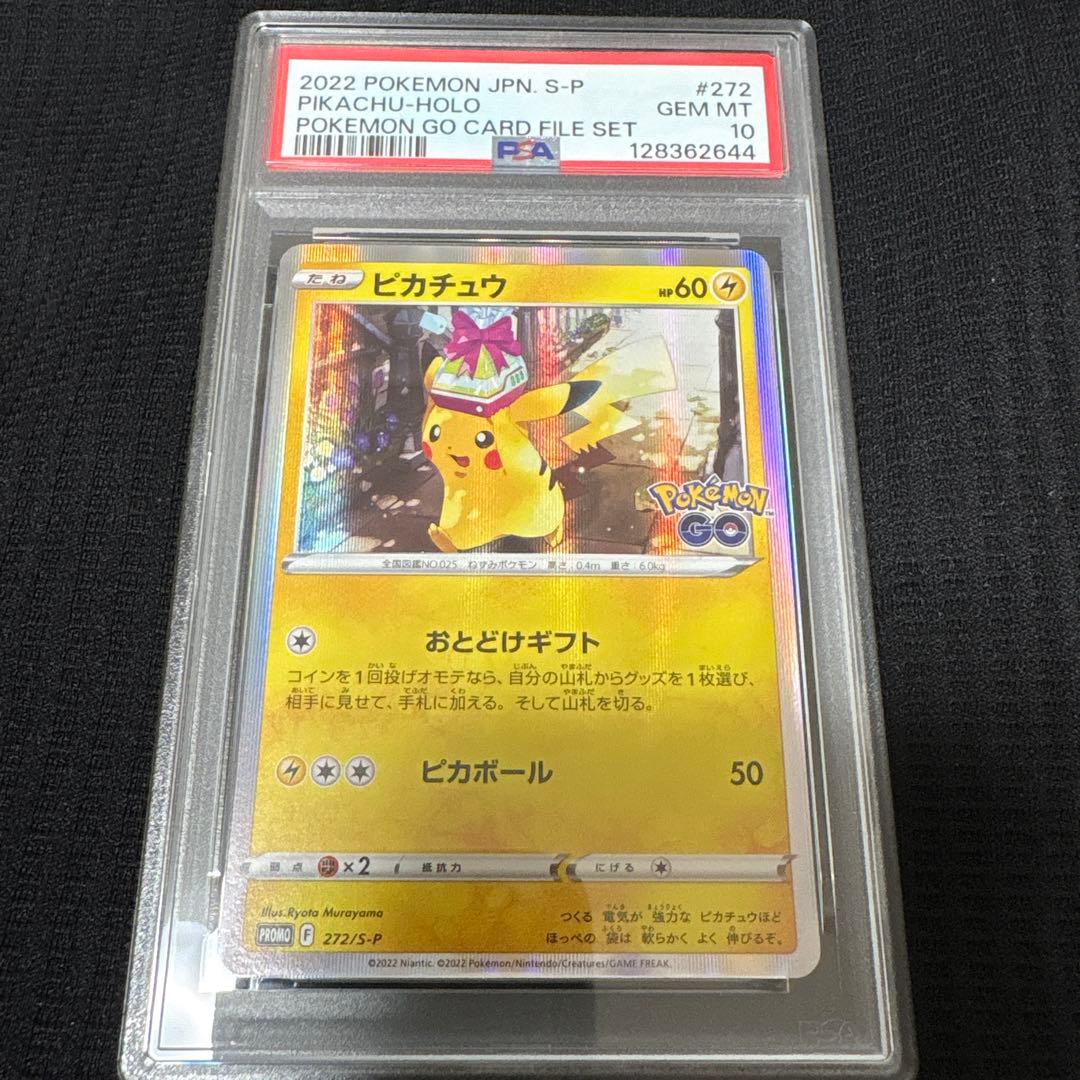 2022 POKEMON JPN. S-P #272
PIKACHU-HOLO GEM MT
POKEMON GO CARD FILE SET 10
PSA 128362644
たね ピカチュウ HP60
POKéMON™
GO
全国図鑑NO.025 ねずみポケモン 高さ:0.4m 重さ:6.0kg
おとどけギフト
コインを1回投げオモテなら、自分の山札からグッズを1枚選び、
相手に見せて、手札に加える。そして山札を切る。
ピカボール 50
弱点 ×2 抵抗力 にげる
Illus.Ryota Murayama
つくる 電気が 強力な ピカチュウほど
PROMO F 272/S-P
ほっぺの 袋は 軟らかく よく 伸びるぞ。
©2022 Niantic. ©2022 Pokémon/Nintendo/Creatures/GAME FREAK.
PSA